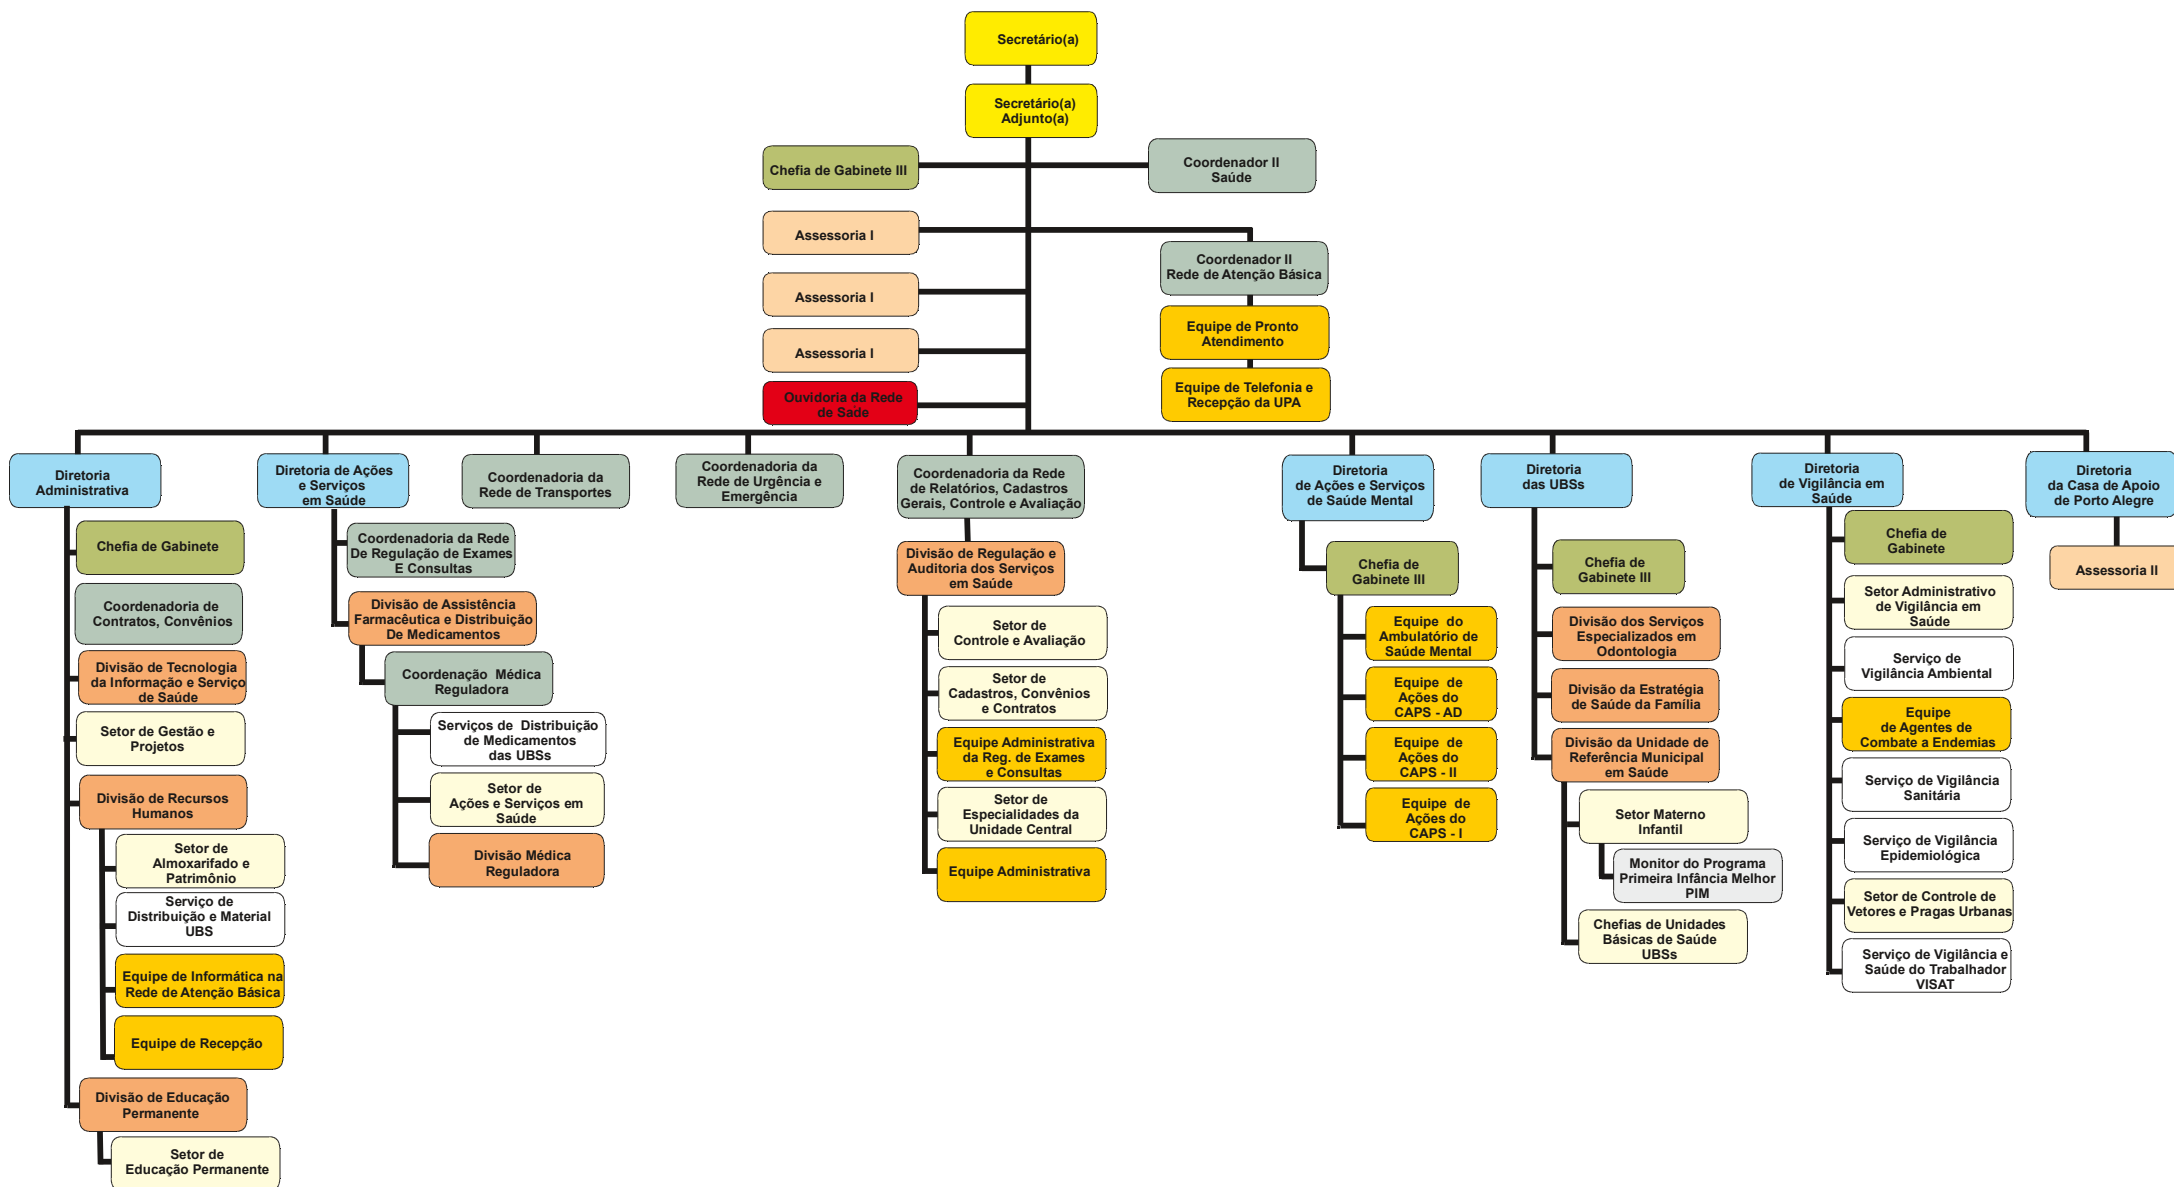 Secretário(a)
Secretário(a)
Adjunto(a)
Chefia de Gabinete III
Coordenador II
Saúde
Assessoria I
Coordenador II
Rede de Atenção Básica
Assessoria I
Equipe de Pronto
Atendimento
Assessoria I
Equipe de Telefonia e
Recepção da UPA
Ouvidoria da Rede
de Saúde
Diretoria
Administrativa
Chefia de Gabinete
Coordenadoria de
Contratos, Convênios
Divisão de Tecnologia
da Informação e Serviço
de Saúde
Setor de Gestão e
Projetos
Divisão de Recursos
Humanos
Setor de
Almoxarifado e
Patrimônio
Serviço de
Distribuição e Material
UBS
Equipe de Informática na
Rede de Atenção Básica
Equipe de Recepção
Divisão de Educação
Permanente
Setor de
Educação Permanente
Diretoria de Ações
e Serviços
em Saúde
Coordenadoria da Rede
De Regulação de Exames
E Consultas
Divisão de Assistência
Farmacêutica e Distribuição
De Medicamentos
Coordenação Médica
Reguladora
Serviços de Distribuição
de Medicamentos
das UBSs
Setor de
Ações e Serviços em
Saúde
Divisão Médica
Reguladora
Coordenadoria da
Rede de Transportes
Coordenadoria da
Rede de Urgência e
Emergência
Coordenadoria da Rede
de Relatórios, Cadastros
Gerais, Controle e Avaliação
Divisão de Regulação e
Auditoria dos Serviços
em Saúde
Setor de
Controle e Avaliação
Setor de
Cadastros, Convênios
e Contratos
Equipe Administrativa
da Reg. de Exames
e Consultas
Setor de
Especialidades da
Unidade Central
Equipe Administrativa
Diretoria
de Ações e Serviços
de Saúde Mental
Chefia de
Gabinete III
Equipe do
Ambulatório de
Saúde Mental
Equipe de
Ações do
CAPS - AD
Equipe de
Ações do
CAPS - II
Equipe de
Ações do
CAPS - I
Diretoria
das UBSs
Chefia de
Gabinete III
Divisão dos Serviços
Especializados em
Odontologia
Divisão da Estratégia
de Saúde da Família
Divisão da Unidade de
Referência Municipal
em Saúde
Setor Materno
Infantil
Monitor do Programa
Primeira Infância Melhor
PIM
Chefias de Unidades
Básicas de Saúde
UBSs
Diretoria
de Vigilância em
Saúde
Chefia de
Gabinete
Setor Administrativo
de Vigilância em
Saúde
Serviço de
Vigilância Ambiental
Equipe
de Agentes de
Combate a Endemias
Serviço de Vigilância
Sanitária
Serviço de Vigilância
Epidemiológica
Setor de Controle de
Vetores e Pragas Urbanas
Serviço de Vigilância e
Saúde do Trabalhador
VISAT
Diretoria
da Casa de Apoio
de Porto Alegre
Assessoria II